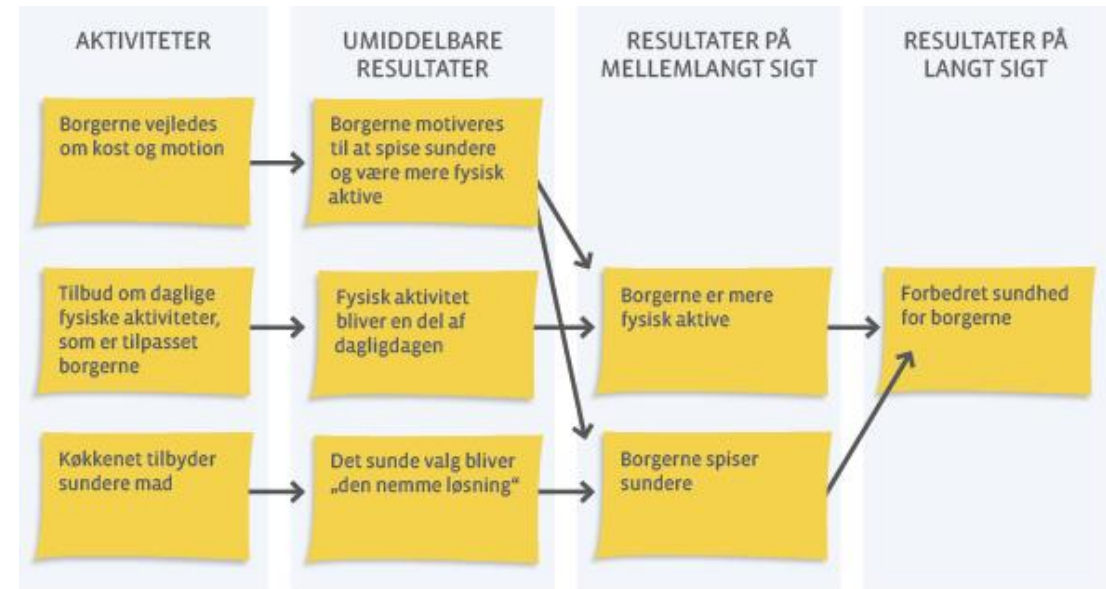 AKTIVITETER
UMIDDELBARE
RESULTATER
RESULTATER PÅ
MELLEMLANGT SIGT
RESULTATER PÅ
LANGT SIGT
Borgerne vejledes
om kost og motion
Borgerne motiveres
til at spise sundere
og være mere fysisk
aktive
Tilbud om daglige
fysiske aktiviteter,
som er tilpasset
borgerne
Fysisk aktivitet
bliver en del af
dagligdagen
Borgerne er mere
fysisk aktive
Forbedret sundhed
for borgerne
Køkkenet tilbyder
sundere mad
Det sunde valg bliver
„den nemme løsning“
Borgerne spiser
sundere